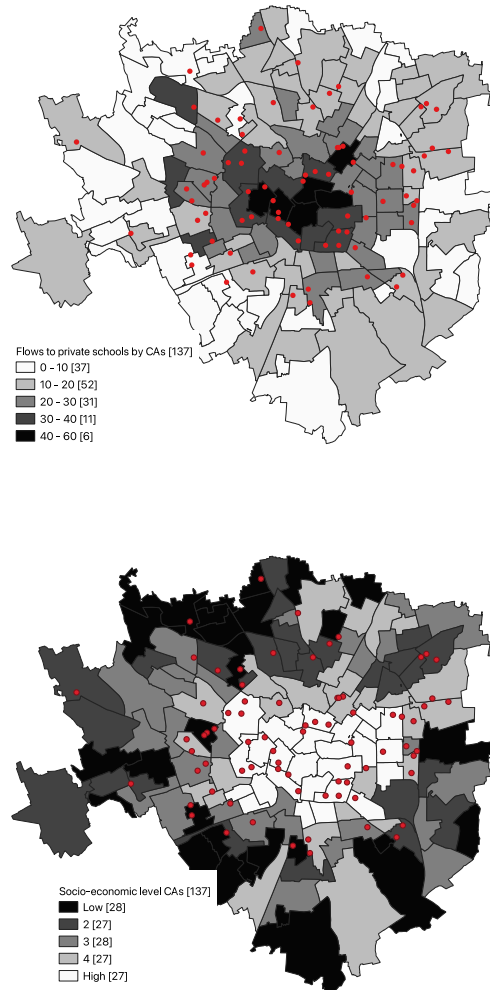 Flows to private schools by CAs [137]
0 - 10 [37]
10 - 20 [52]
20 - 30 [31]
30 - 40 [11]
40 - 60 [6]
Socio-economic level CAs [137]
Low [28]
2 [27]
3 [28]
4 [27]
High [27]